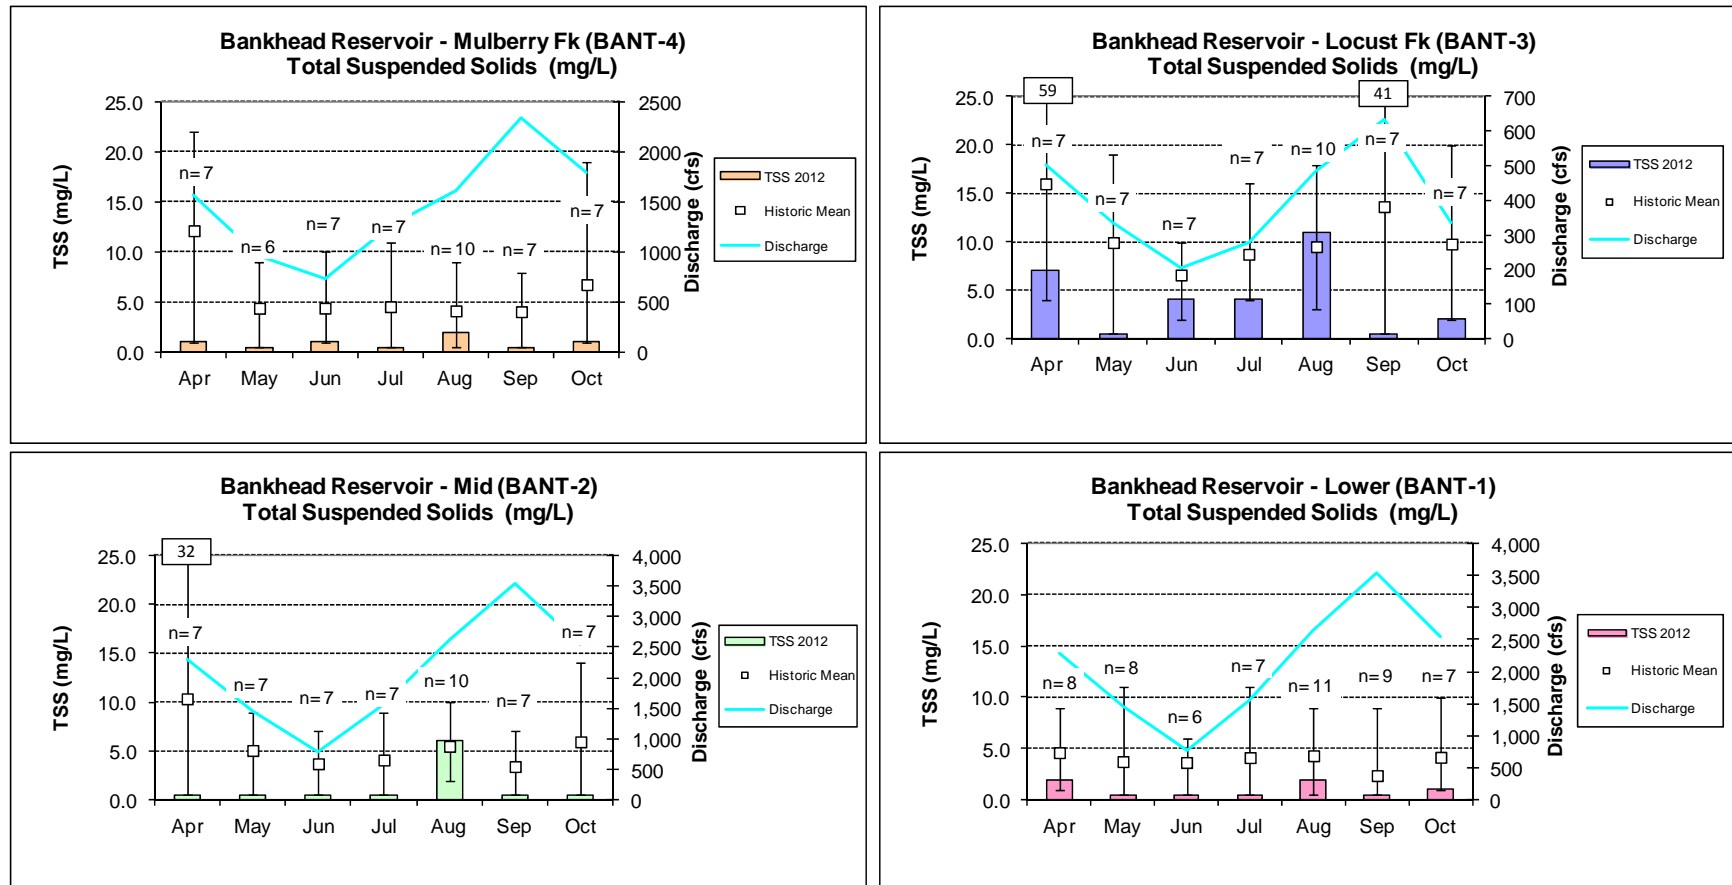 Bankhead Reservoir - Mulberry Fk (BANT-4)
Total Suspended Solids (mg/L)
25.0
20.0
15.0
10.0
5.0
0.0
TSS (mg/L)
2500
2000
1500
1000
500
0
Discharge (cfs)
n=7
n=6
n=7
n=7
n=10
n=7
n=7
Apr May Jun Jul Aug Sep Oct
TSS 2012
Historic Mean
Discharge
Bankhead Reservoir - Locust Fk (BANT-3)
Total Suspended Solids (mg/L)
59
41
25.0
20.0
15.0
10.0
5.0
0.0
TSS (mg/L)
700
600
500
400
300
200
100
0
Discharge (cfs)
n=7
n=7
n=7
n=7
n=10
n=7
n=7
Apr May Jun Jul Aug Sep Oct
TSS 2012
Historic Mean
Discharge
Bankhead Reservoir - Mid (BANT-2)
Total Suspended Solids (mg/L)
32
25.0
20.0
15.0
10.0
5.0
0.0
TSS (mg/L)
4,000
3,500
3,000
2,500
2,000
1,500
1,000
500
0
Discharge (cfs)
n=7
n=7
n=7
n=7
n=10
n=7
n=7
Apr May Jun Jul Aug Sep Oct
TSS 2012
Historic Mean
Discharge
Bankhead Reservoir - Lower (BANT-1)
Total Suspended Solids (mg/L)
25.0
20.0
15.0
10.0
5.0
0.0
TSS (mg/L)
4,000
3,500
3,000
2,500
2,000
1,500
1,000
500
0
Discharge (cfs)
n=8
n=8
n=6
n=7
n=11
n=9
n=7
Apr May Jun Jul Aug Sep Oct
TSS 2012
Historic Mean
Discharge